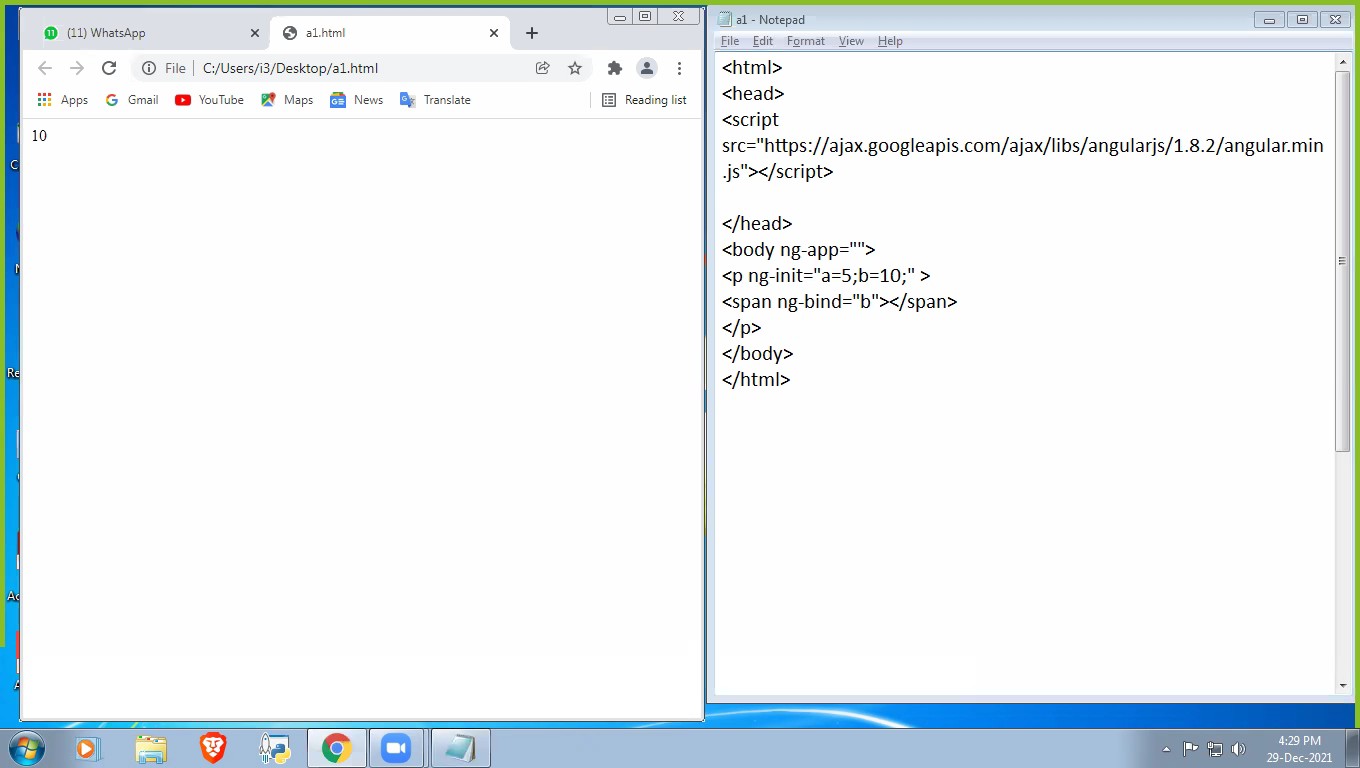 (11) WhatsApp
a1.html
File
C:/Users/i3/Desktop/a1.html
Apps
Gmail
YouTube
Maps
News
Translate
Reading list
10
a1 - Notepad
File Edit Format View Help
<html>
<head>
<script
src="https://ajax.googleapis.com/ajax/libs/angularjs/1.8.2/angular.min
.js"></script>
</head>
<body ng-app="">
<p ng-init="a=5;b=10;" >
<span ng-bind="b"></span>
</p>
</body>
</html>
4:29 PM
29-Dec-2021